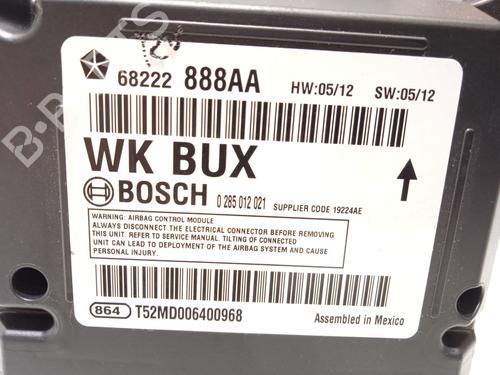 68222 888AA HW:05/12 SW:05/12
WK BUX
BOSCH 0 285 012 021 SUPPLIER CODE 19224AE
WARNING: AIRBAG CONTROL MODULE
ALWAYS DISCONNECT THE ELECTRICAL CONNECTOR BEFORE REMOVING
THIS UNIT. REFER TO SERVICE MANUAL. TILTING OF CONNECTED
UNIT CAN LEAD TO DEPLOYMENT OF THE AIRBAG SYSTEM AND CAUSE
PERSONAL INJURY.
864 T52MD006400968 Assembled in Mexico